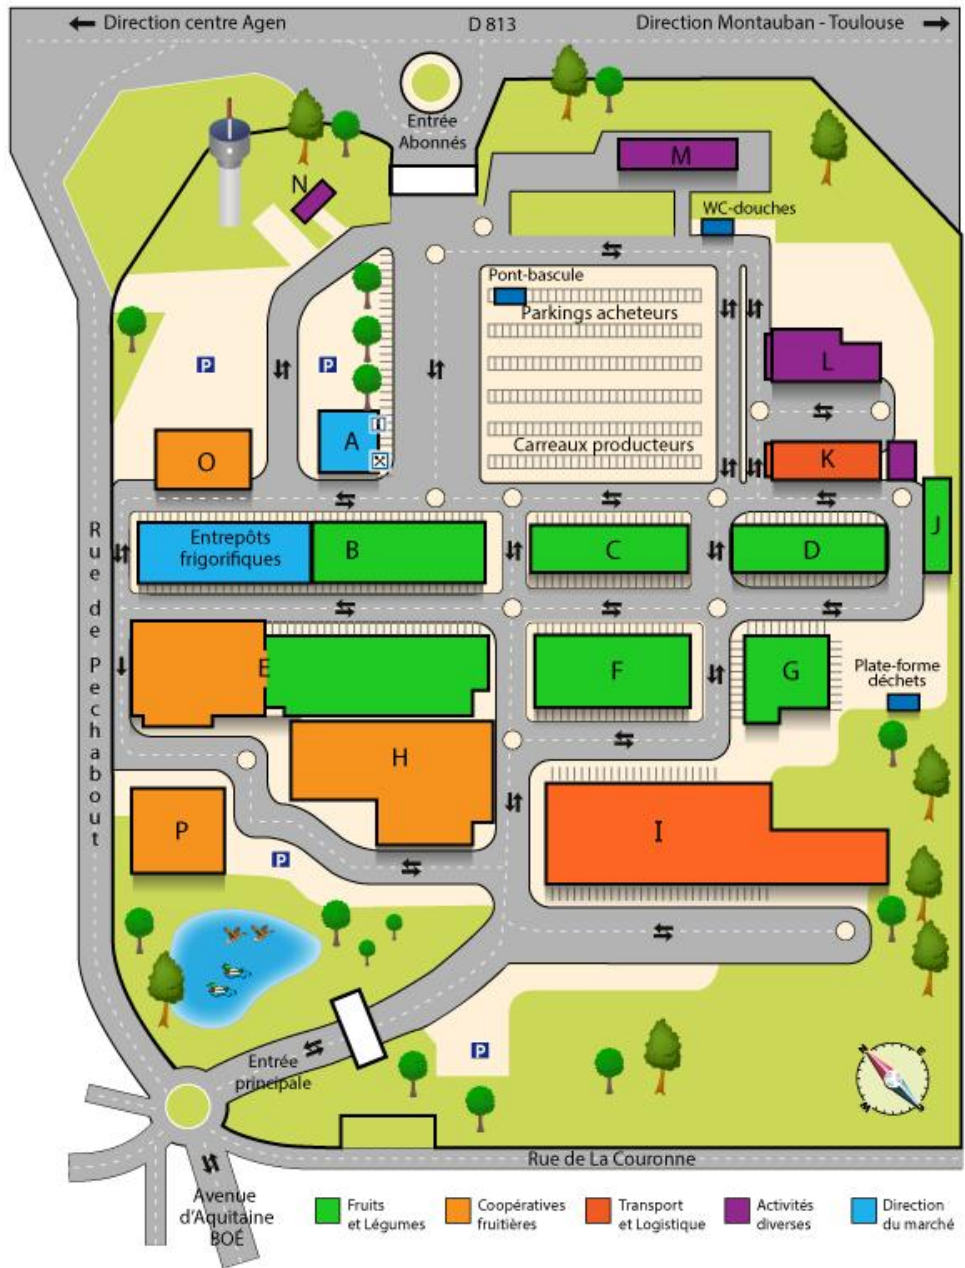 Direction centre Agen
D 813
Direction Montauban - Toulouse
Entrée
Abonnés
M
N
WC-douches
Pont-bascule
Parkings acheteurs
P
P
L
A
Carreaux producteurs
O
K
Entrepôts
frigorifiques
B
C
D
J
Rue de Pechabout
E
F
G
Plate-forme
déchets
H
I
P
P
Entrée
principale
P
N
E
W
Rue de La Couronne
Avenue
d'Aquitaine
BOÉ
Fruits
et Légumes
Coopératives
fruitières
Transport
et Logistique
Activités
diverses
Direction
du marché